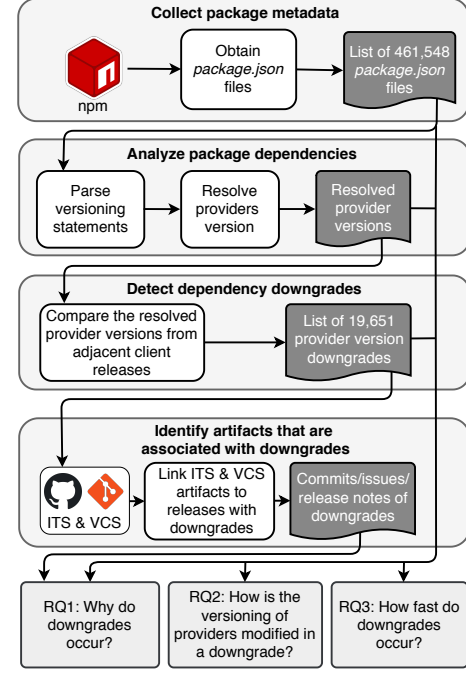 Collect package metadata
npm
Obtain
package.json
files
List of 461,548
package.json
files
Analyze package dependencies
Parse
versioning
statements
Resolve
providers
version
Resolved
provider
versions
Detect dependency downgrades
Compare the resolved
provider versions from
adjacent client
releases
List of 19,651
provider version
downgrades
Identify artifacts that are
associated with downgrades
ITS & VCS
Link ITS & VCS
artifacts to
releases with
downgrades
Commits/issues/
release notes of
downgrades
RQ1: Why do
downgrades
occur?
RQ2: How is the
versioning of
providers modified in
a downgrade?
RQ3: How fast do
downgrades
occur?